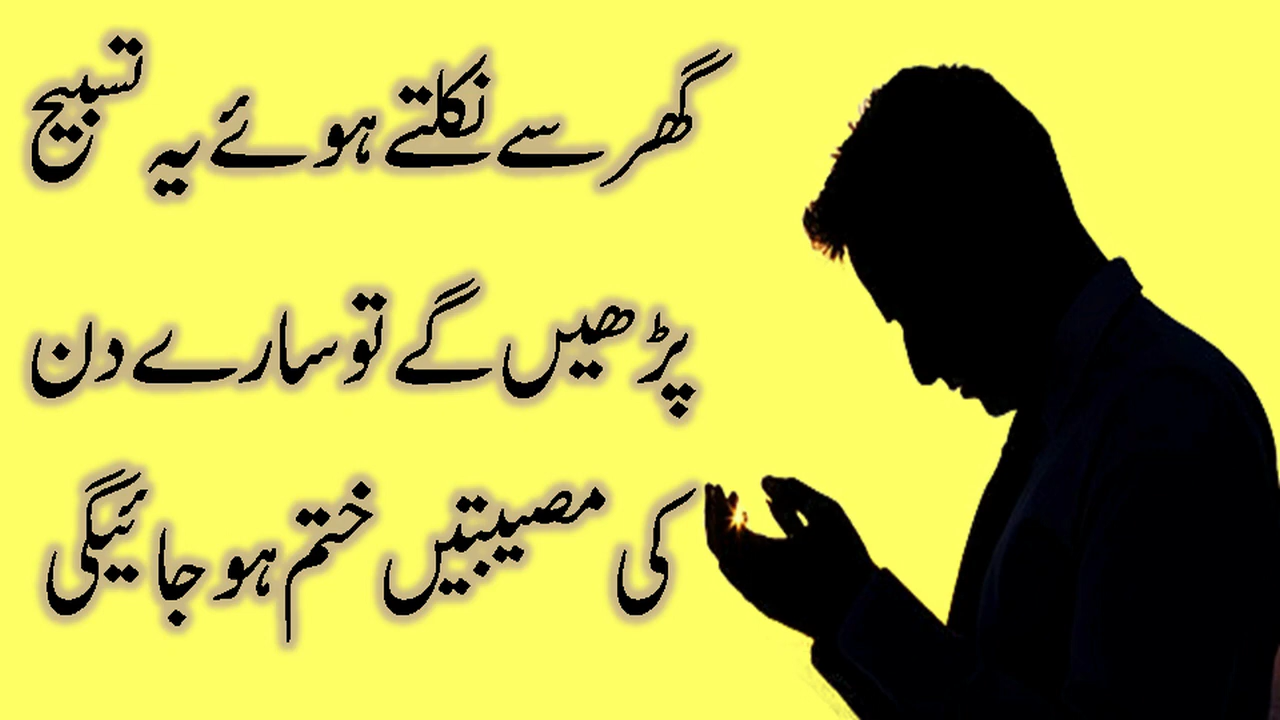 گھر سے نکلتے ہوئے یہ تسبیح
پڑھیں گے تو سارے دن
کی مصیبتیں ختم ہو جائیگی